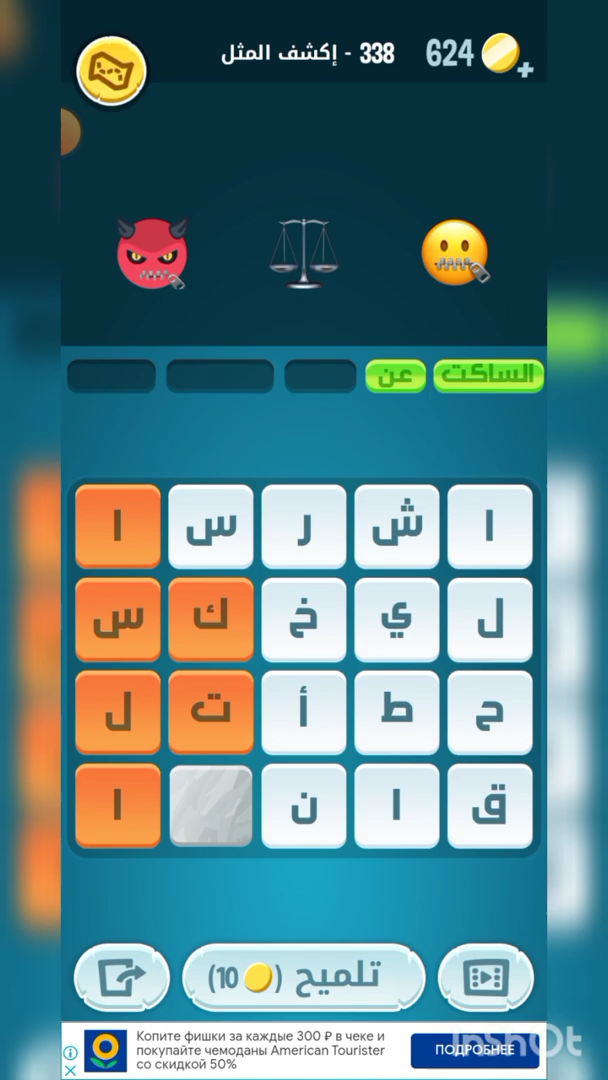 338 - إكشف المثل
624
الساكت عن
ا ش ر س ا
ل ي خ ك س
ح ط أ ت ل
ق ا ن ا
تلميح (10)
Копите фишки за каждые 300 ₽ в чеке и
покупайте чемоданы American Tourister
со скидкой 50%
ПОДРОБНЕЕ
InshOt